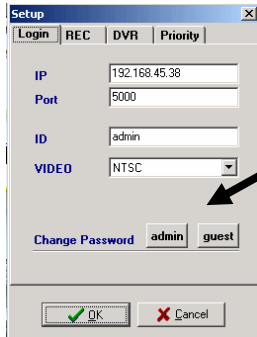 Setup
Login REC DVR Priority
IP 192.168.45.38
Port 5000
ID admin
VIDEO NTSC
Change Password admin guest
OK Cancel